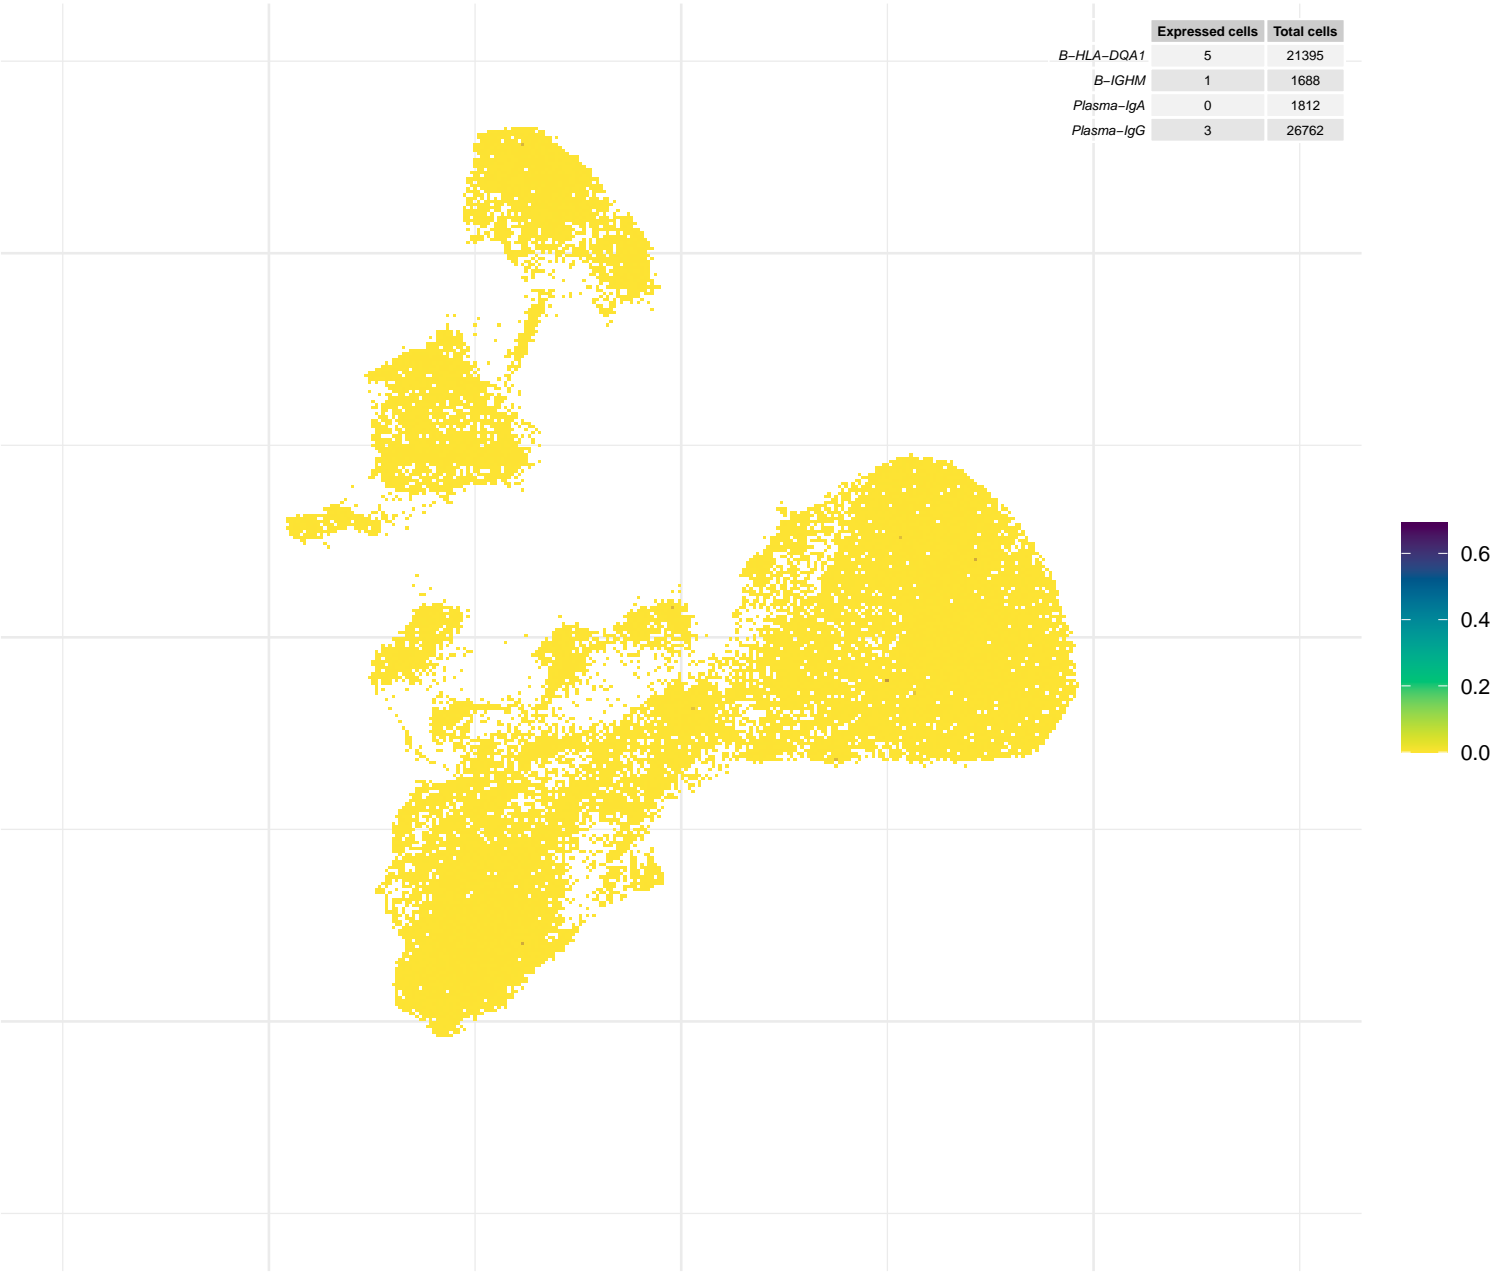 Expressed cells Total cells
B−HLA−DQA1 5 21395
B−IGHM 1 1688
Plasma−IgA 0 1812
Plasma−IgG 3 26762
0.6
0.4
0.2
0.0